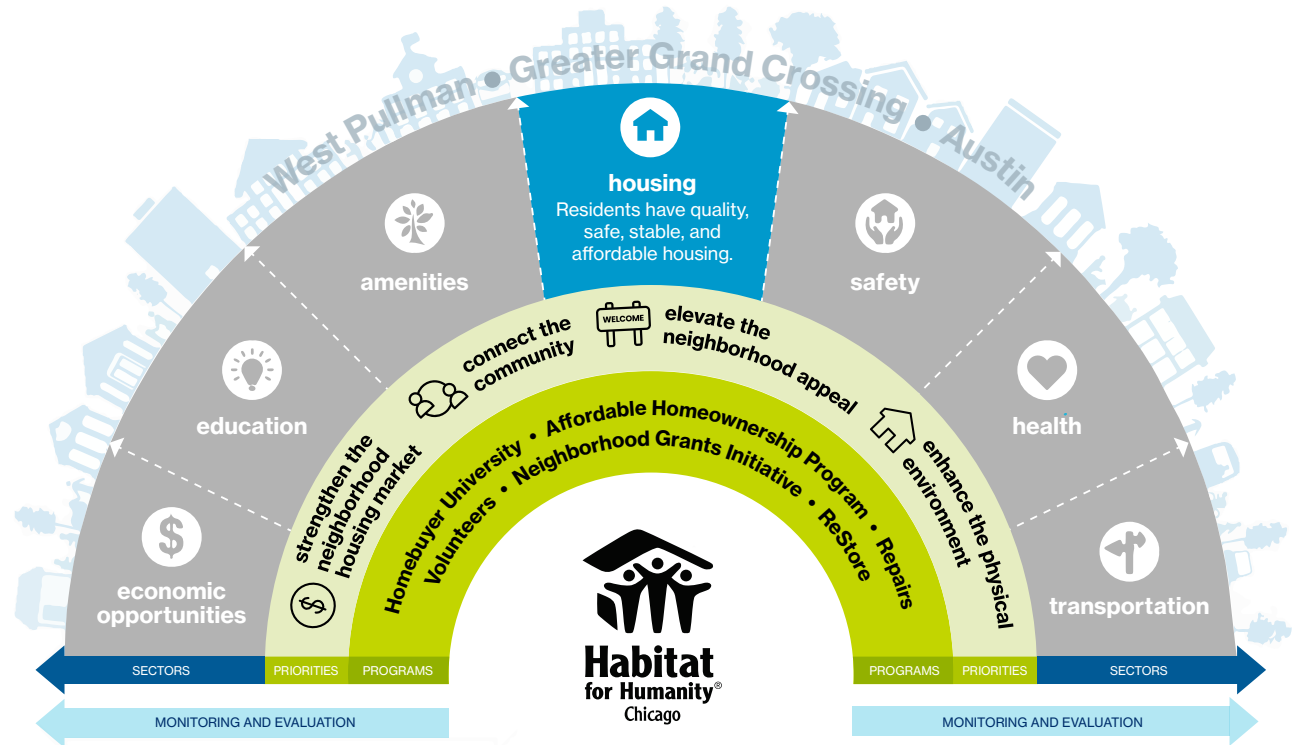 West Pullman • Greater Grand Crossing • Austin
housing
Residents have quality,
safe, stable, and
affordable housing.
amenities
safety
education
health
economic
opportunities
transportation
strengthen the
neighborhood
housing market
connect the
community
WELCOME
elevate the
neighborhood appeal
enhance the physical
environment
Homebuyer University • Affordable Homeownership Program • Repairs
Volunteers • Neighborhood Grants Initiative • ReStore
Habitat
for Humanity®
Chicago
SECTORS
PRIORITIES
PROGRAMS
PROGRAMS
PRIORITIES
SECTORS
MONITORING AND EVALUATION
MONITORING AND EVALUATION